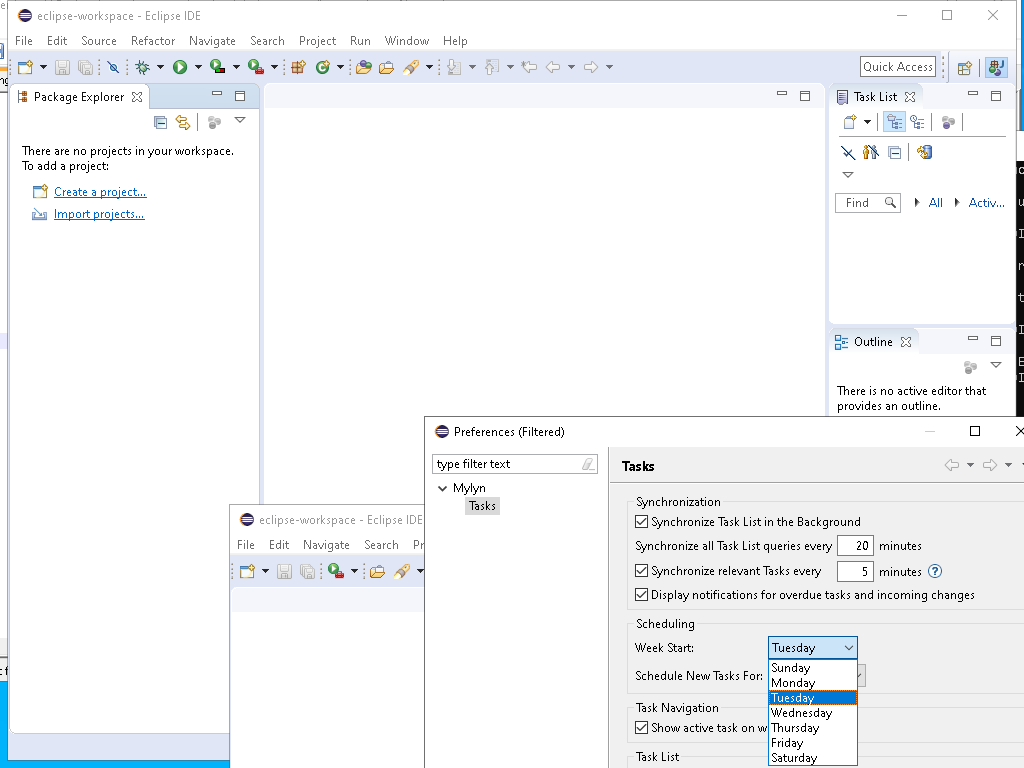 eclipse-workspace - Eclipse IDE
File Edit Source Refactor Navigate Search Project Run Window Help
Quick Access
Package Explorer
There are no projects in your workspace.
To add a project:
Create a project...
Import projects...
Task List
Find All Activ...
Outline
There is no active editor that
provides an outline.
eclipse-workspace - Eclipse IDE
File Edit Navigate Search Pr
Preferences (Filtered)
type filter text
Mylyn
Tasks
Tasks
Synchronization
Synchronize Task List in the Background
Synchronize all Task List queries every 20 minutes
Synchronize relevant Tasks every 5 minutes
Display notifications for overdue tasks and incoming changes
Scheduling
Week Start: Tuesday
Schedule New Tasks For:
Sunday
Monday
Tuesday
Wednesday
Thursday
Friday
Saturday
Task Navigation
Show active task on w
Task List